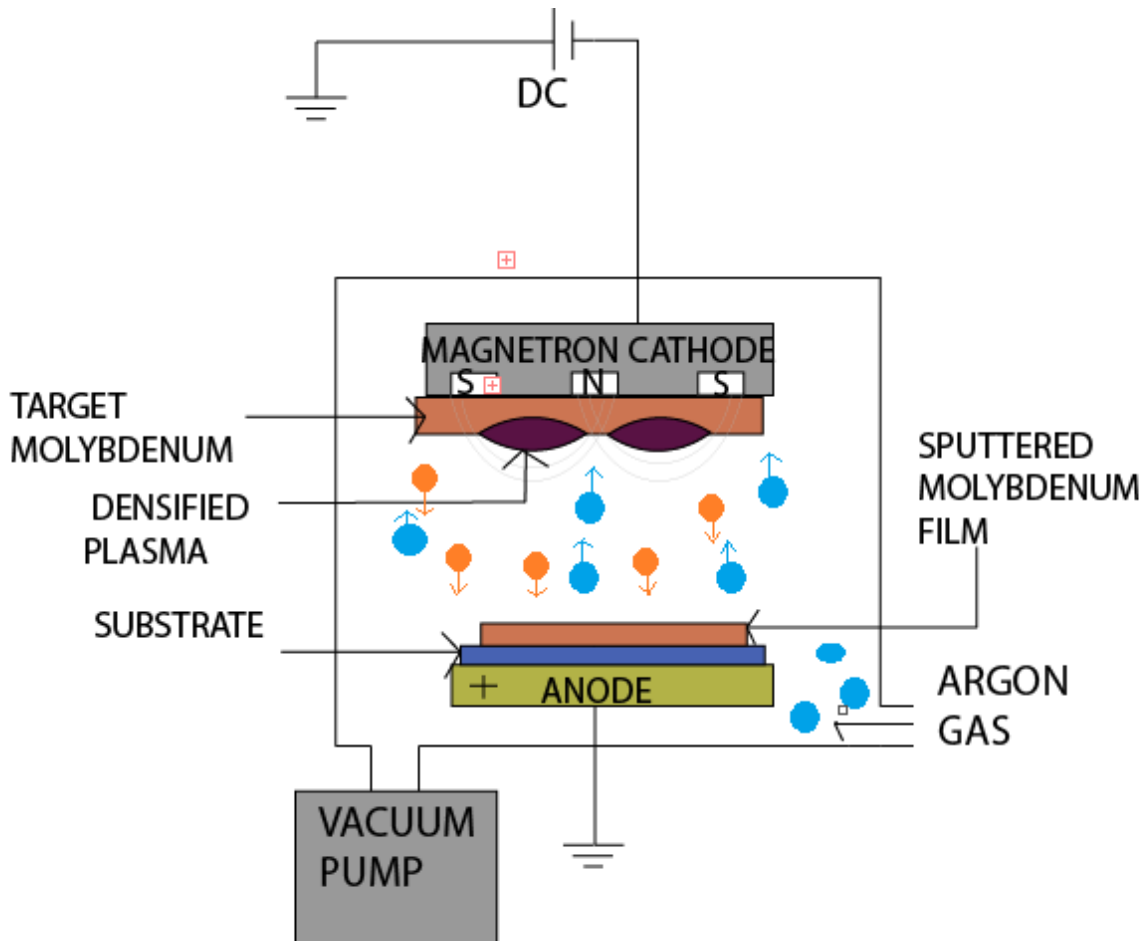 DC
MAGNETRON CATHODE
S N S
TARGET
MOLYBDENUM
DENSIFIED
PLASMA
SUBSTRATE
SPUTTERED
MOLYBDENUM
FILM
+ ANODE
ARGON
GAS
VACUUM
PUMP